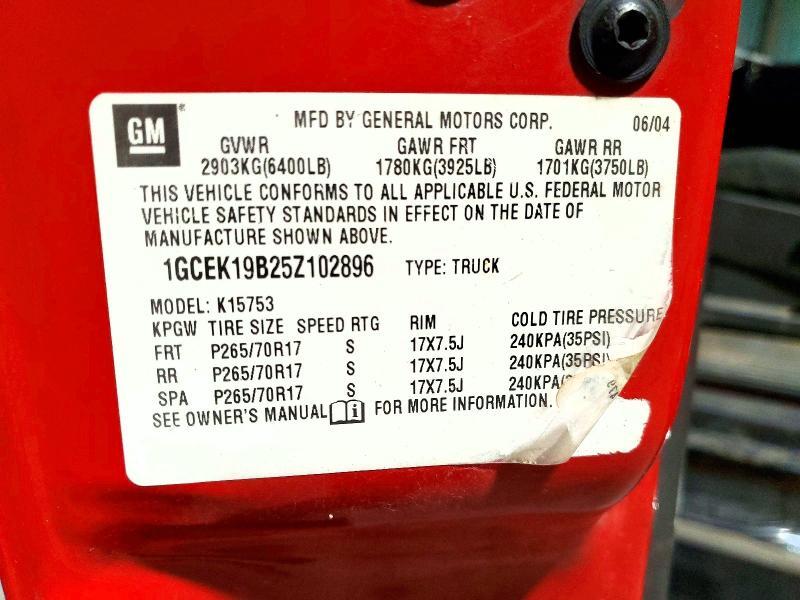 GM® MFD BY GENERAL MOTORS CORP. 06/04
GVWR GAWR FRT GAWR RR
2903KG(6400LB) 1780KG(3925LB) 1701KG(3750LB)
THIS VEHICLE CONFORMS TO ALL APPLICABLE U.S. FEDERAL MOTOR
VEHICLE SAFETY STANDARDS IN EFFECT ON THE DATE OF
MANUFACTURE SHOWN ABOVE.
1GCEK19B25Z102896 TYPE: TRUCK
MODEL: K15753
KPGW TIRE SIZE SPEED RTG RIM COLD TIRE PRESSURE
FRT P265/70R17 S 17X7.5J 240KPA(35PSI)
RR P265/70R17 S 17X7.5J 240KPA(35PSI)
SPA P265/70R17 S 17X7.5J 240KPA(
SEE OWNER'S MANUAL FOR MORE INFORMATION.